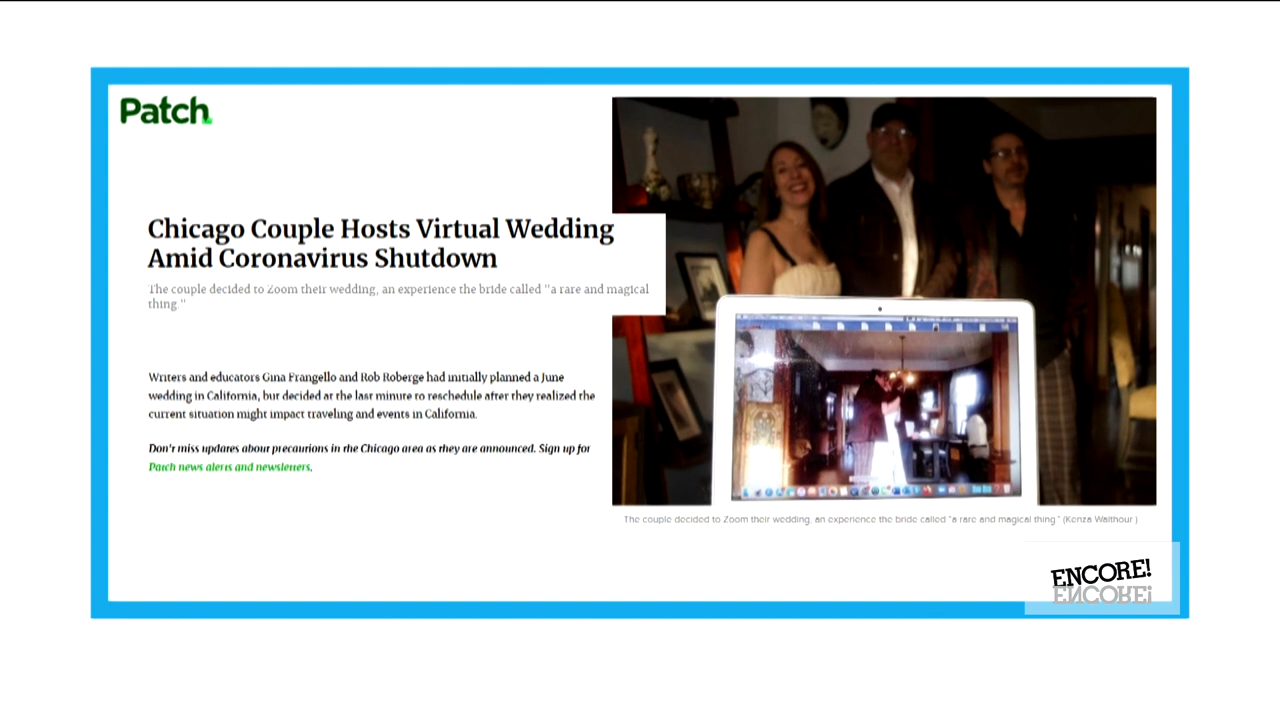 Patch
Chicago Couple Hosts Virtual Wedding
Amid Coronavirus Shutdown
The couple decided to Zoom their wedding, an experience the bride called "a rare and magical
thing."
Writers and educators Gina Frangello and Rob Roberge had initially planned a June
wedding in California, but decided at the last minute to reschedule after they realized the
current situation might impact traveling and events in California.
Don't miss updates about precautions in the Chicago area as they are announced. Sign up for
Patch news alerts and newsletters.
The couple decided to Zoom their wedding, an experience the bride called "a rare and magical thing." (Kenza Walthour )
ENCORE!